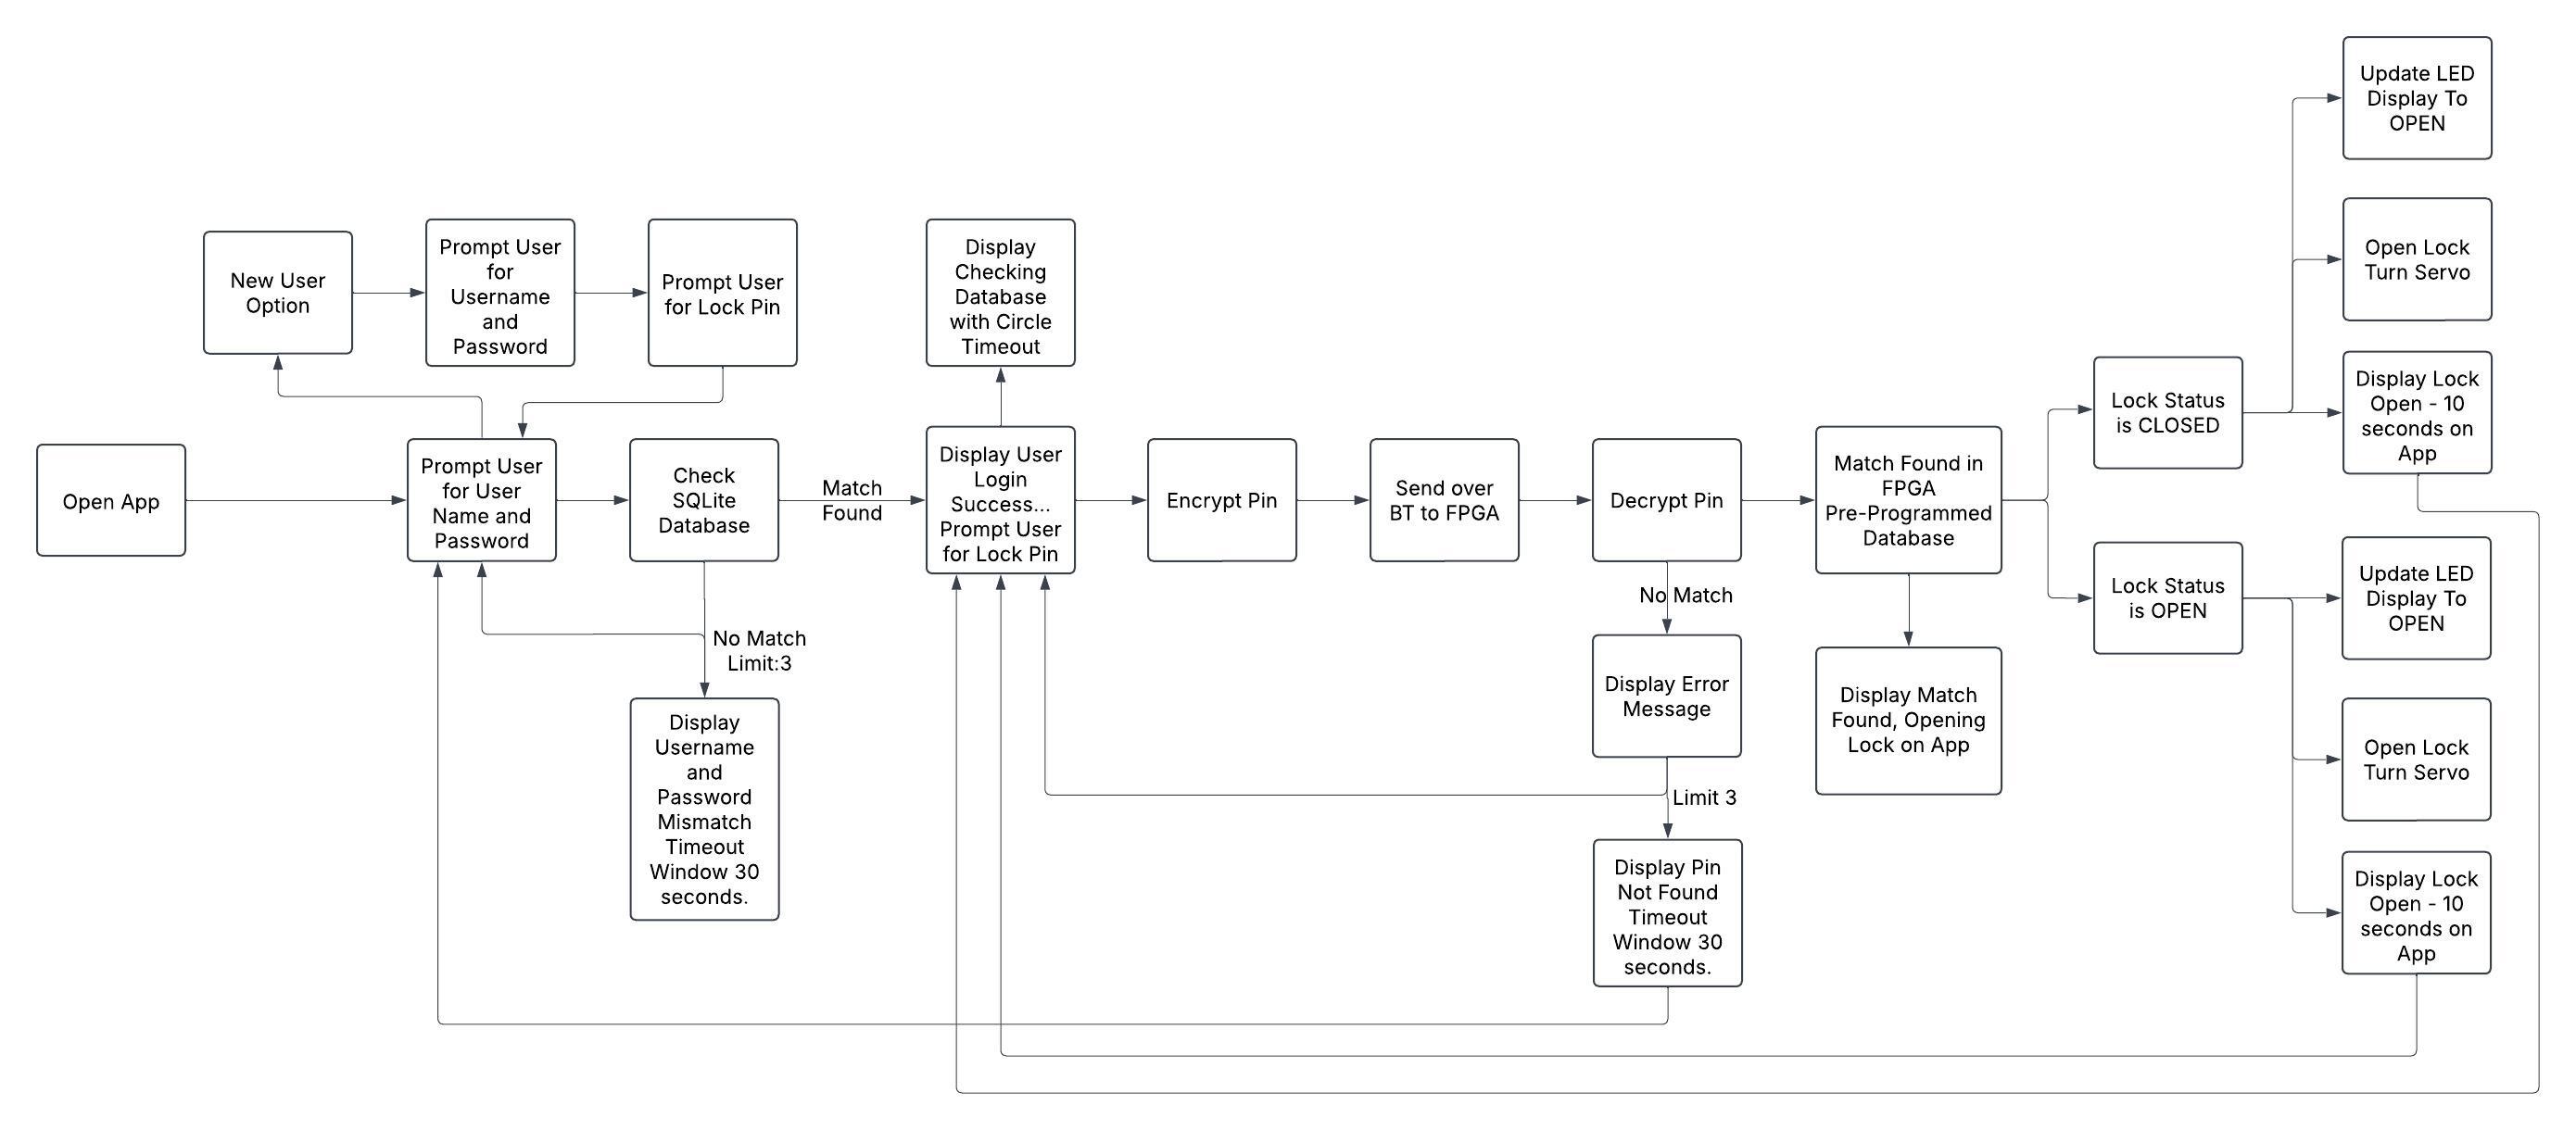 Update LED
Display To
OPEN
Open Lock
Turn Servo
New User
Option
Prompt User
for
Username
and
Password
Prompt User
for Lock Pin
Display
Checking
Database
with Circle
Timeout
Lock Status
is CLOSED
Display Lock
Open - 10
seconds on
App
Open App
Prompt User
for User
Name and
Password
Check
SQLite
Database
Match
Found
Display User
Login
Success...
Prompt User
for Lock Pin
Encrypt Pin
Send over
BT to FPGA
Decrypt Pin
Match Found in
FPGA
Pre-Programmed
Database
Lock Status
is OPEN
Update LED
Display To
OPEN
No Match
Limit:3
No Match
Display Error
Message
Display Match
Found, Opening
Lock on App
Open Lock
Turn Servo
Display
Username
and
Password
Mismatch
Timeout
Window 30
seconds.
Limit 3
Display Pin
Not Found
Timeout
Window 30
seconds.
Display Lock
Open - 10
seconds on
App